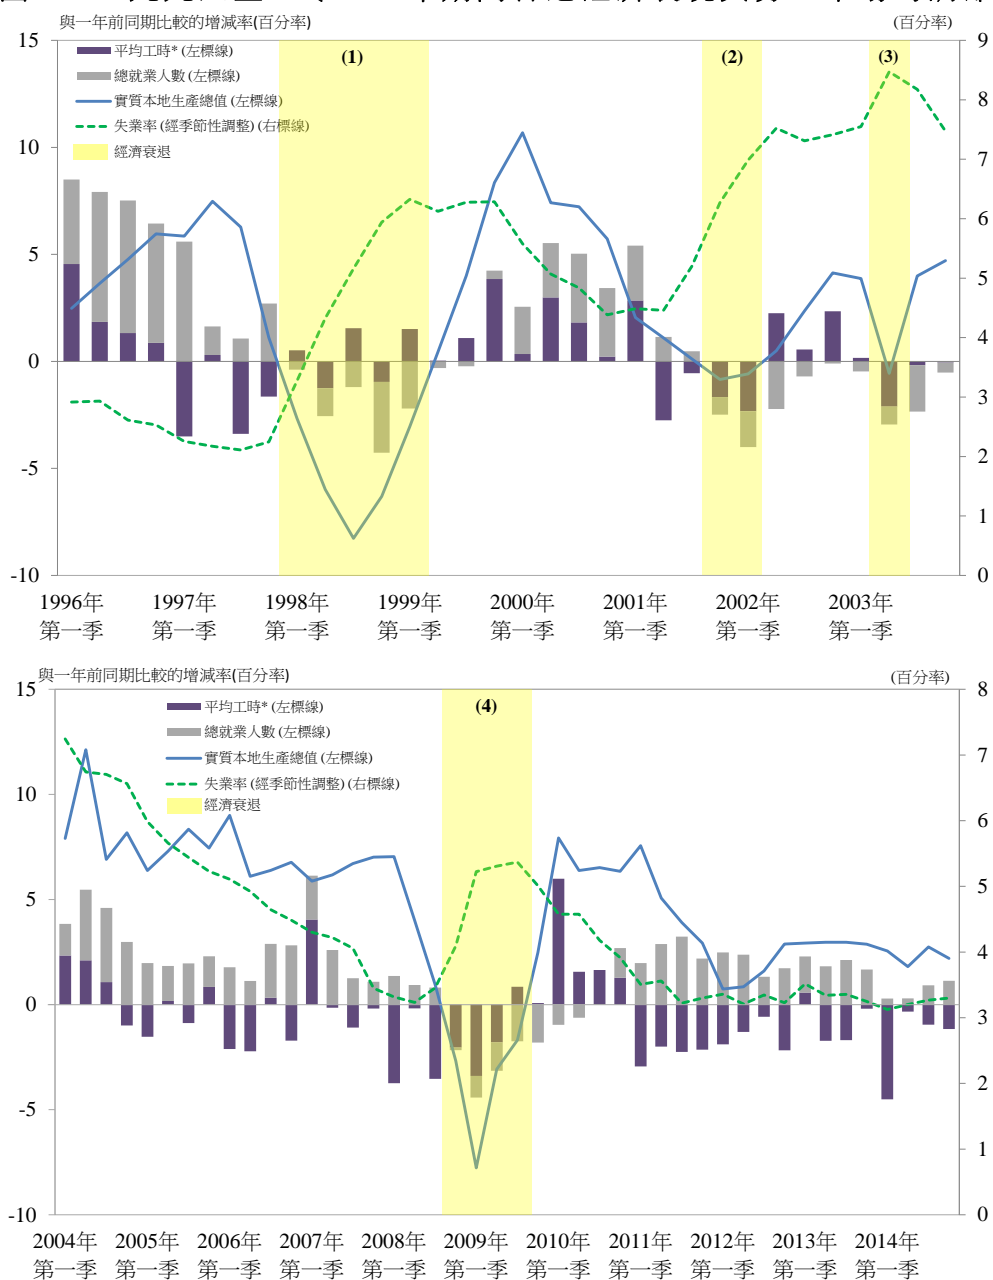 與一年前同期比較的增減率(百分率)
(百分率)
15
10
5
0
-5
-10
9
8
7
6
5
4
3
2
1
0
平均工時* (左標線)
總就業人數 (左標線)
實質本地生產總值 (左標線)
失業率 (經季節性調整) (右標線)
經濟衰退
(1)
(2)
(3)
1996年 1997年 1998年 1999年 2000年 2001年 2002年 2003年
第一季 第一季 第一季 第一季 第一季 第一季 第一季 第一季
與一年前同期比較的增減率(百分率)
(百分率)
15
10
5
0
-5
-10
8
7
6
5
4
3
2
1
0
平均工時* (左標線)
總就業人數 (左標線)
實質本地生產總值 (左標線)
失業率 (經季節性調整) (右標線)
經濟衰退
(4)
2004年 2005年 2006年 2007年 2008年 2009年 2010年 2011年 2012年 2013年 2014年
第一季 第一季 第一季 第一季 第一季 第一季 第一季 第一季 第一季 第一季 第一季